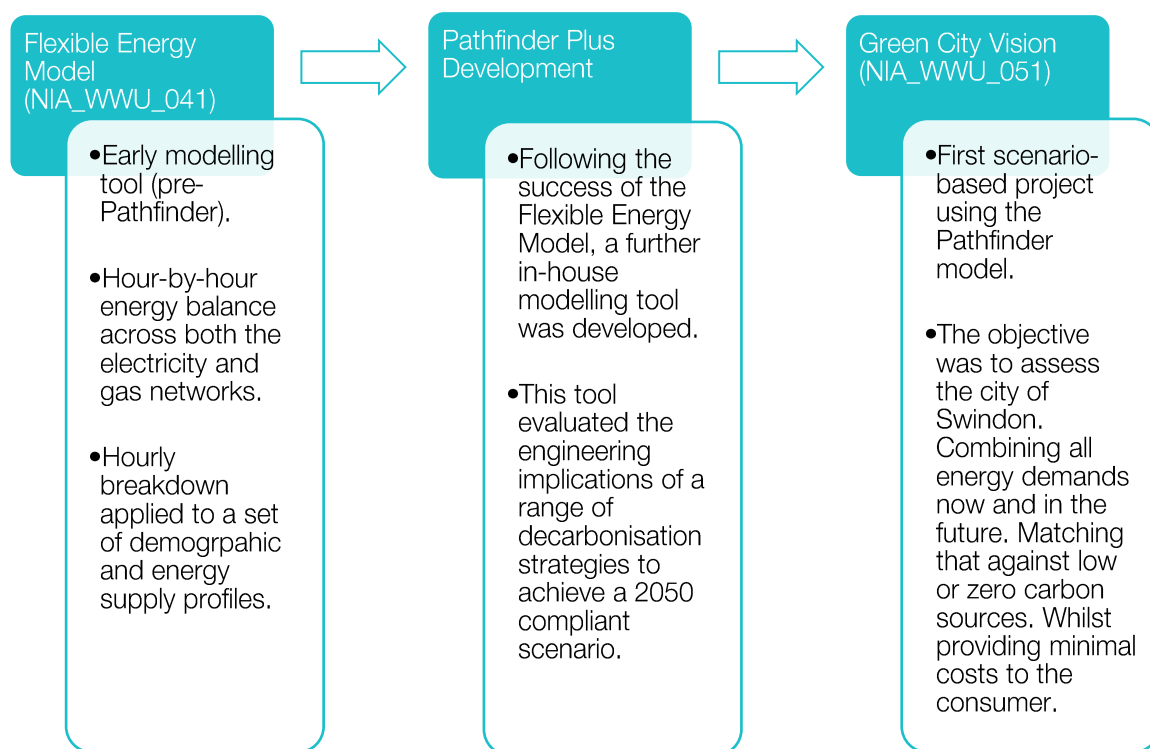 Flexible Energy
Model
(NIA_WWU_041)
•Early modelling
tool (pre-
Pathfinder).
•Hour-by-hour
energy balance
across both the
electricity and
gas networks.
•Hourly
breakdown
applied to a set
of demogrpahic
and energy
supply profiles.
Pathfinder Plus
Development
•Following the
success of the
Flexible Energy
Model, a further
in-house
modelling tool
was developed.
•This tool
evaluated the
engineering
implications of a
range of
decarbonisation
strategies to
achieve a 2050
compliant
scenario.
Green City Vision
(NIA_WWU_051)
•First scenario-
based project
using the
Pathfinder
model.
•The objective
was to assess
the city of
Swindon.
Combining all
energy demands
now and in the
future. Matching
that against low
or zero carbon
sources. Whilst
providing minimal
costs to the
consumer.